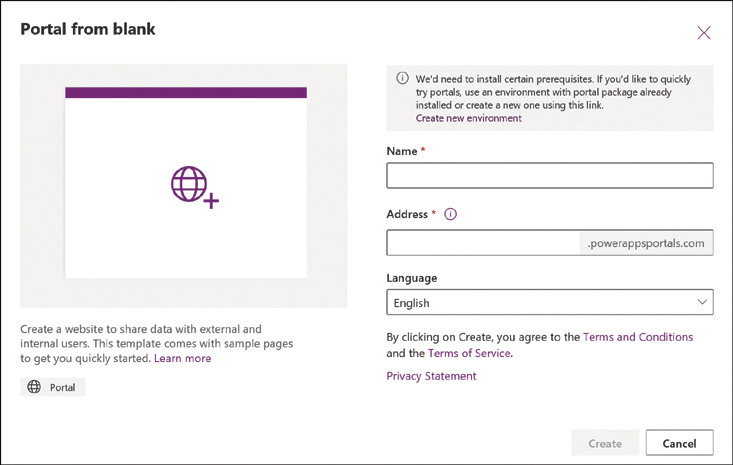 Portal from blank
We'd need to install certain prerequisites. If you'd like to quickly
try portals, use an environment with portal package already
installed or create a new one using this link.
Create new environment
Name *
Address *
.powerappsportals.com
Language
English
By clicking on Create, you agree to the Terms and Conditions
and the Terms of Service.
Privacy Statement
Create a website to share data with external and
internal users. This template comes with sample pages
to get you quickly started. Learn more
Portal
Create
Cancel